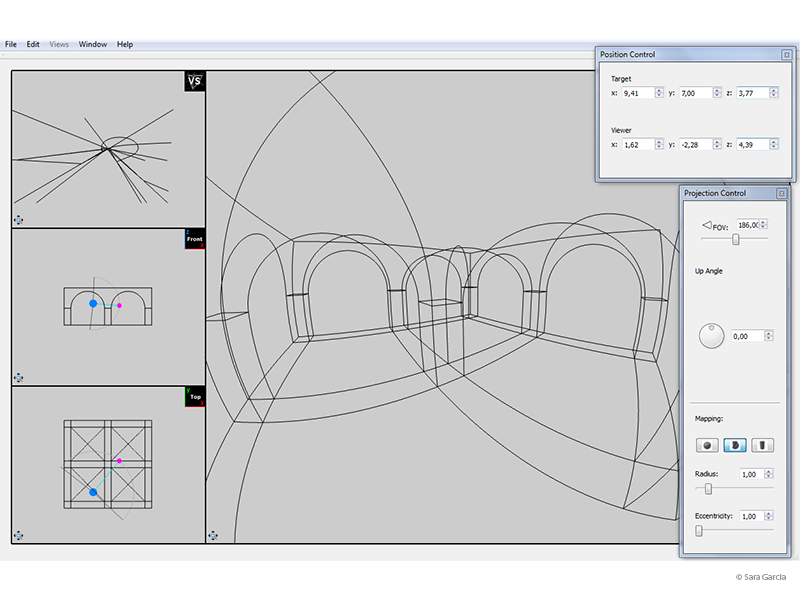 File Edit Views Window Help
Position Control
Target
x: 9,41 y: 7,00 z: 3,77
Viewer
x: 1,62 y: -2,28 z: 4,39
VS
Projection Control
FOV: 186,00
Up Angle
0,00
Mapping:
Radius: 1,00
Eccentricity: 1,00
Z
Front
X
Y
Top
X
© Sara Garcia